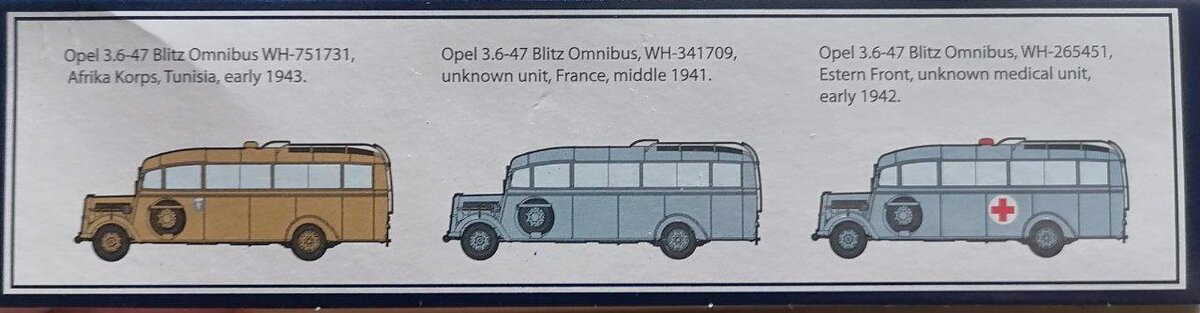 Opel 3.6-47 Blitz Omnibus WH-751731,
Afrika Korps, Tunisia, early 1943.
Opel 3.6-47 Blitz Omnibus, WH-341709,
unknown unit, France, middle 1941.
Opel 3.6-47 Blitz Omnibus, WH-265451,
Estern Front, unknown medical unit,
early 1942.